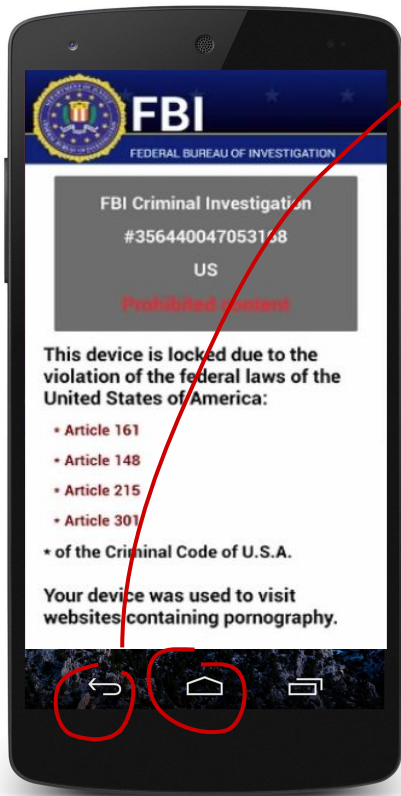 FBI
FEDERAL BUREAU OF INVESTIGATION
FBI Criminal Investigation
#356440047053168
US
Prohibited content
This device is locked due to the
violation of the federal laws of the
United States of America:
* Article 161
* Article 148
* Article 215
* Article 301
* of the Criminal Code of U.S.A.
Your device was used to visit
websites containing pornography.